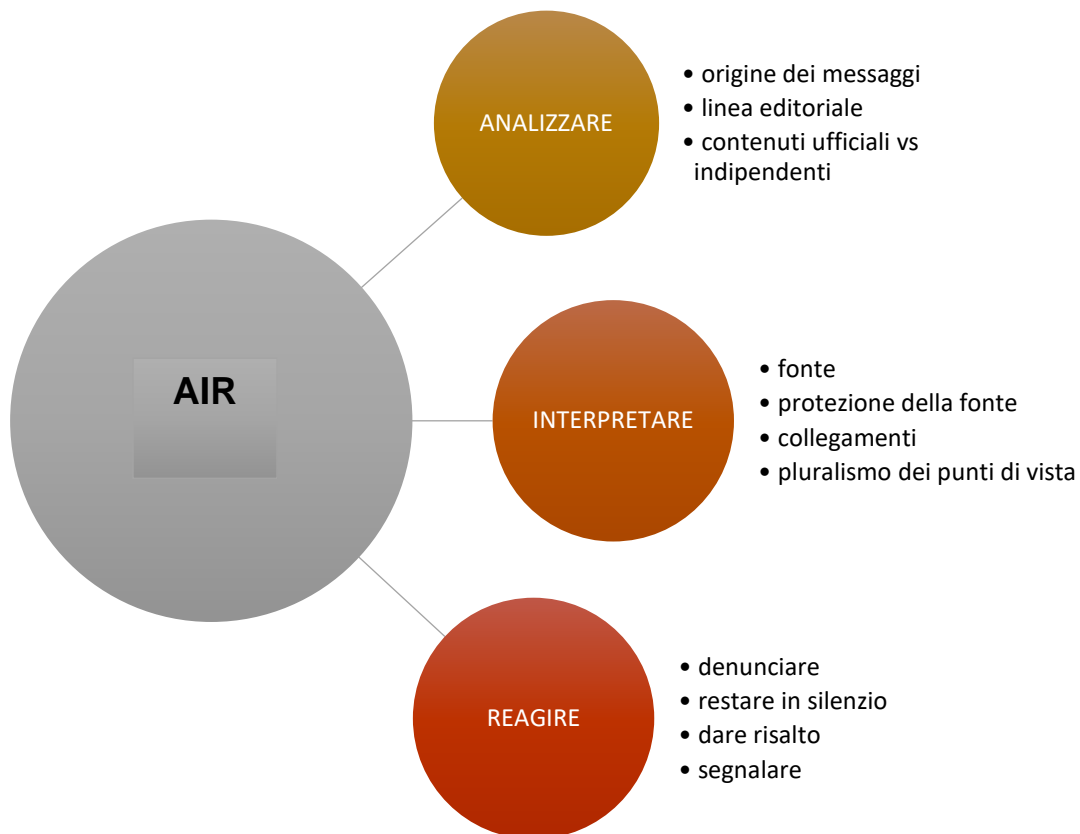 AIR
ANALIZZARE
• origine dei messaggi
• linea editoriale
• contenuti ufficiali vs
indipendenti
INTERPRETARE
• fonte
• protezione della fonte
• collegamenti
• pluralismo dei punti di vista
REAGIRE
• denunciare
• restare in silenzio
• dare risalto
• segnalare